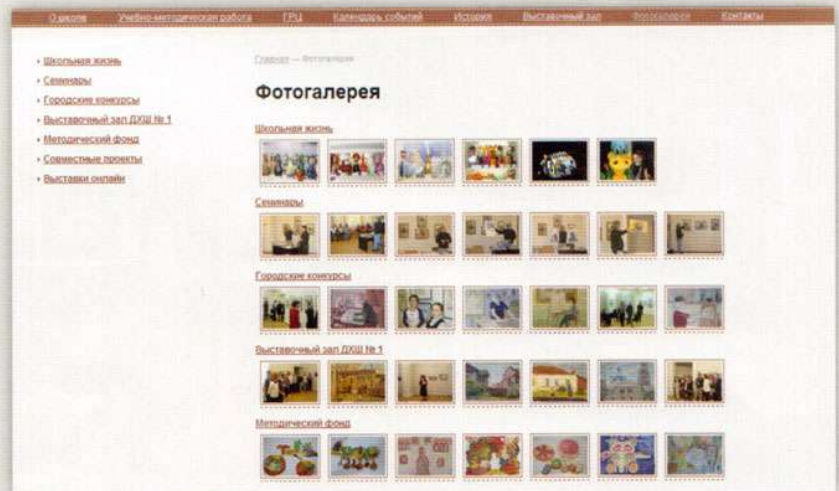 О школе Учебно-методическая работа ГРЦ Календарь событий История Выставочный зал Фотогалерея Контакты
Школьная жизнь
Семинары
Городские конкурсы
Выставочный зал ДХШ № 1
Методический фонд
Совместные проекты
Выставки онлайн
Главная — Фотогалерея
Фотогалерея
Школьная жизнь
Семинары
Городские конкурсы
Выставочный зал ДХШ № 1
Методический фонд